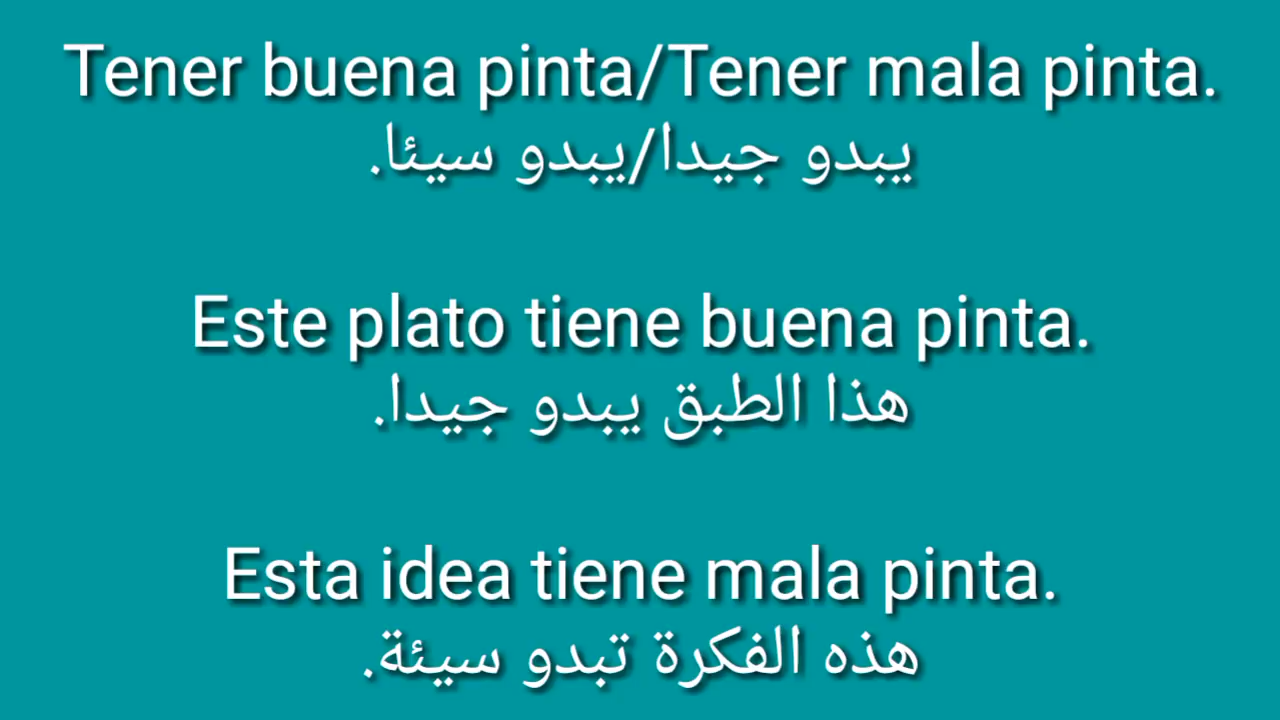 Tener buena pinta/Tener mala pinta.
يبدو جيدا/يبدو سيئا.
Este plato tiene buena pinta.
هذا الطبق يبدو جيدا.
Esta idea tiene mala pinta.
هذه الفكرة تبدو سيئة.